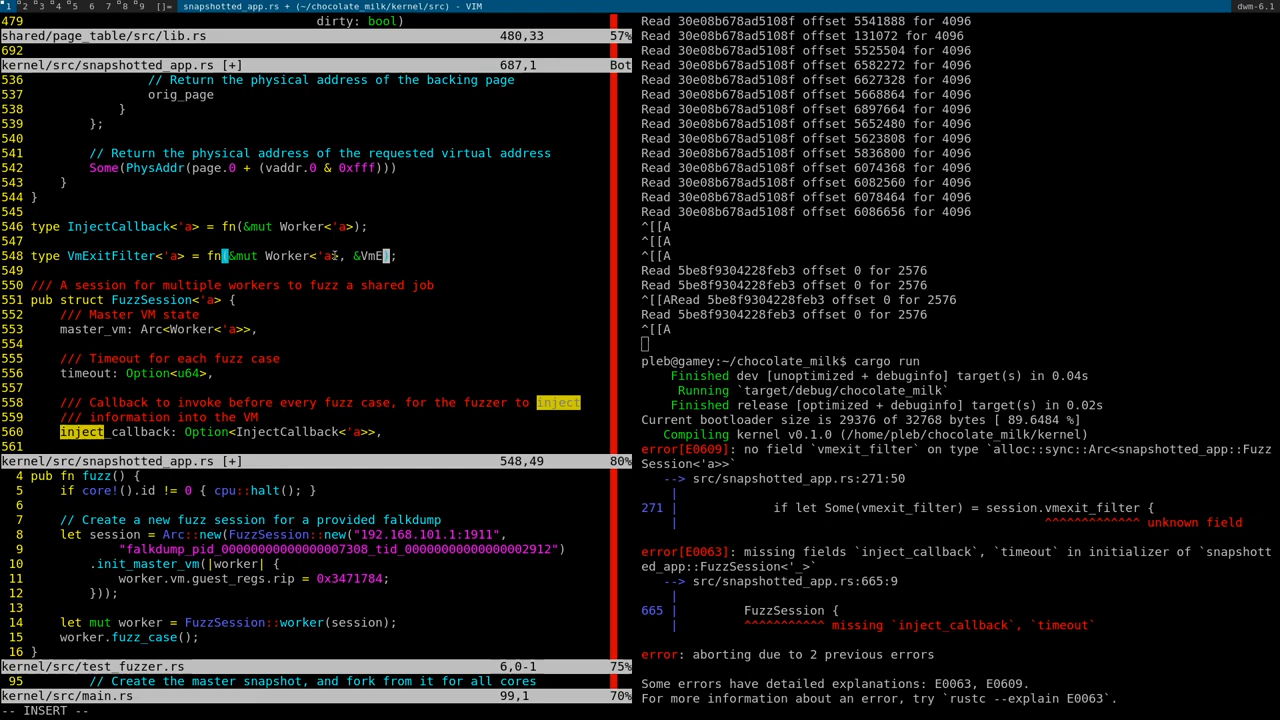 1 2 3 4 5 6 7 8 9 []= snapshotted_app.rs + (~/chocolate_milk/kernel/src) - VIM dwm-6.1
479 dirty: bool)
shared/page_table/src/lib.rs 480,33 57%
692
kernel/src/snapshotted_app.rs [+] 687,1 Bot
536 // Return the physical address of the backing page
537 orig_page
538 }
539 };
540
541 // Return the physical address of the requested virtual address
542 Some(PhysAddr(page.0 + (vaddr.0 & 0xfff)))
543 }
544 }
545
546 type InjectCallback<'a> = fn(&mut Worker<'a>);
547
548 type VmExitFilter<'a> = fn(&mut Worker<'a>, &VmE);
549
550 /// A session for multiple workers to fuzz a shared job
551 pub struct FuzzSession<'a> {
552 /// Master VM state
553 master_vm: Arc<Worker<'a>>,
554
555 /// Timeout for each fuzz case
556 timeout: Option<u64>,
557
558 /// Callback to invoke before every fuzz case, for the fuzzer to inject
559 /// information into the VM
560 inject_callback: Option<InjectCallback<'a>>,
561
kernel/src/snapshotted_app.rs [+] 548,49 80%
4 pub fn fuzz() {
5 if core!().id != 0 { cpu::halt(); }
6
7 // Create a new fuzz session for a provided falkdump
8 let session = Arc::new(FuzzSession::new("192.168.101.1:1911",
9 "falkdump_pid_00000000000000007308_tid_00000000000000002912")
10 .init_master_vm(|worker| {
11 worker.vm.guest_regs.rip = 0x3471784;
12 }));
13
14 let mut worker = FuzzSession::worker(session);
15 worker.fuzz_case();
16 }
kernel/src/test_fuzzer.rs 6,0-1 75%
95 // Create the master snapshot, and fork from it for all cores
kernel/src/main.rs 99,1 70%
-- INSERT --
Read 30e08b678ad5108f offset 5541888 for 4096
Read 30e08b678ad5108f offset 131072 for 4096
Read 30e08b678ad5108f offset 5525504 for 4096
Read 30e08b678ad5108f offset 6582272 for 4096
Read 30e08b678ad5108f offset 6627328 for 4096
Read 30e08b678ad5108f offset 5668864 for 4096
Read 30e08b678ad5108f offset 6897664 for 4096
Read 30e08b678ad5108f offset 5652480 for 4096
Read 30e08b678ad5108f offset 5623808 for 4096
Read 30e08b678ad5108f offset 5836800 for 4096
Read 30e08b678ad5108f offset 6074368 for 4096
Read 30e08b678ad5108f offset 6082560 for 4096
Read 30e08b678ad5108f offset 6078464 for 4096
Read 30e08b678ad5108f offset 6086656 for 4096
^[[A
^[[A
^[[A
Read 5be8f9304228feb3 offset 0 for 2576
Read 5be8f9304228feb3 offset 0 for 2576
^[[ARead 5be8f9304228feb3 offset 0 for 2576
Read 5be8f9304228feb3 offset 0 for 2576
^[[A
pleb@gamey:~/chocolate_milk$ cargo run
Finished dev [unoptimized + debuginfo] target(s) in 0.04s
Running `target/debug/chocolate_milk`
Finished release [optimized + debuginfo] target(s) in 0.02s
Current bootloader size is 29376 of 32768 bytes [ 89.6484 %]
Compiling kernel v0.1.0 (/home/pleb/chocolate_milk/kernel)
error[E0609]: no field `vmexit_filter` on type `alloc::sync::Arc<snapshotted_app::Fuzz
Session<'a>>`
--> src/snapshotted_app.rs:271:50
|
271 | if let Some(vmexit_filter) = session.vmexit_filter {
| ^^^^^^^^^^^^^ unknown field
error[E0063]: missing fields `inject_callback`, `timeout` in initializer of `snapshott
ed_app::FuzzSession<'_>`
--> src/snapshotted_app.rs:665:9
|
665 | FuzzSession {
| ^^^^^^^^^^^ missing `inject_callback`, `timeout`
error: aborting due to 2 previous errors
Some errors have detailed explanations: E0063, E0609.
For more information about an error, try `rustc --explain E0063`.